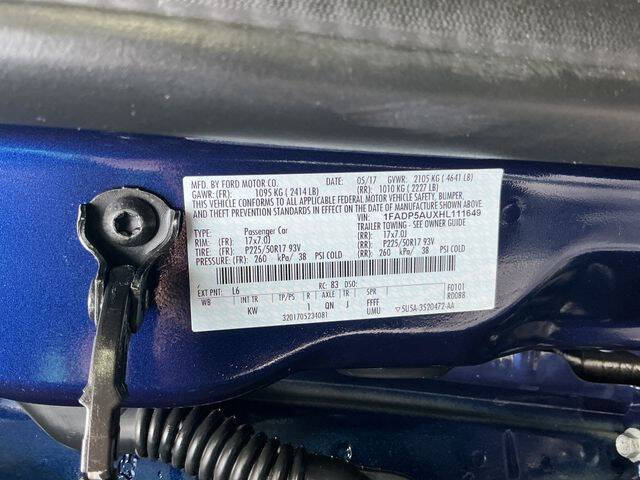 MFD. BY FORD MOTOR CO. DATE: 05/17 GVWR: 2105 KG ( 4641 LB)
GAWR:(FR): 1095 KG ( 2414 LB) (RR): 1010 KG ( 2227 LB)
THIS VEHICLE CONFORMS TO ALL APPLICABLE FEDERAL MOTOR VEHICLE SAFETY, BUMPER,
AND THEFT PREVENTION STANDARDS IN EFFECT ON THE DATE OF MANUFACTURE SHOWN ABOVE.
VIN: 1FADP5AUXHL111649
TYPE: Passenger Car TRAILER TOWING - SEE OWNER GUIDE
RIM: (FR): 17x7.0J (RR): 17x7.0J
TIRE: (FR): P225/50R17 93V (RR): P225/50R17 93V
PRESSURE: (FR): 260 kPa/ 38 PSI COLD (RR): 260 kPa/ 38 PSI COLD
EXT PNT: L6 RC: 83 DSO: F0101
WB INT TR TP/PS R AXLE TR SPR R0088
KW 1 QN J FFFF
3201705234081 UMU 5U5A-3520472-AA